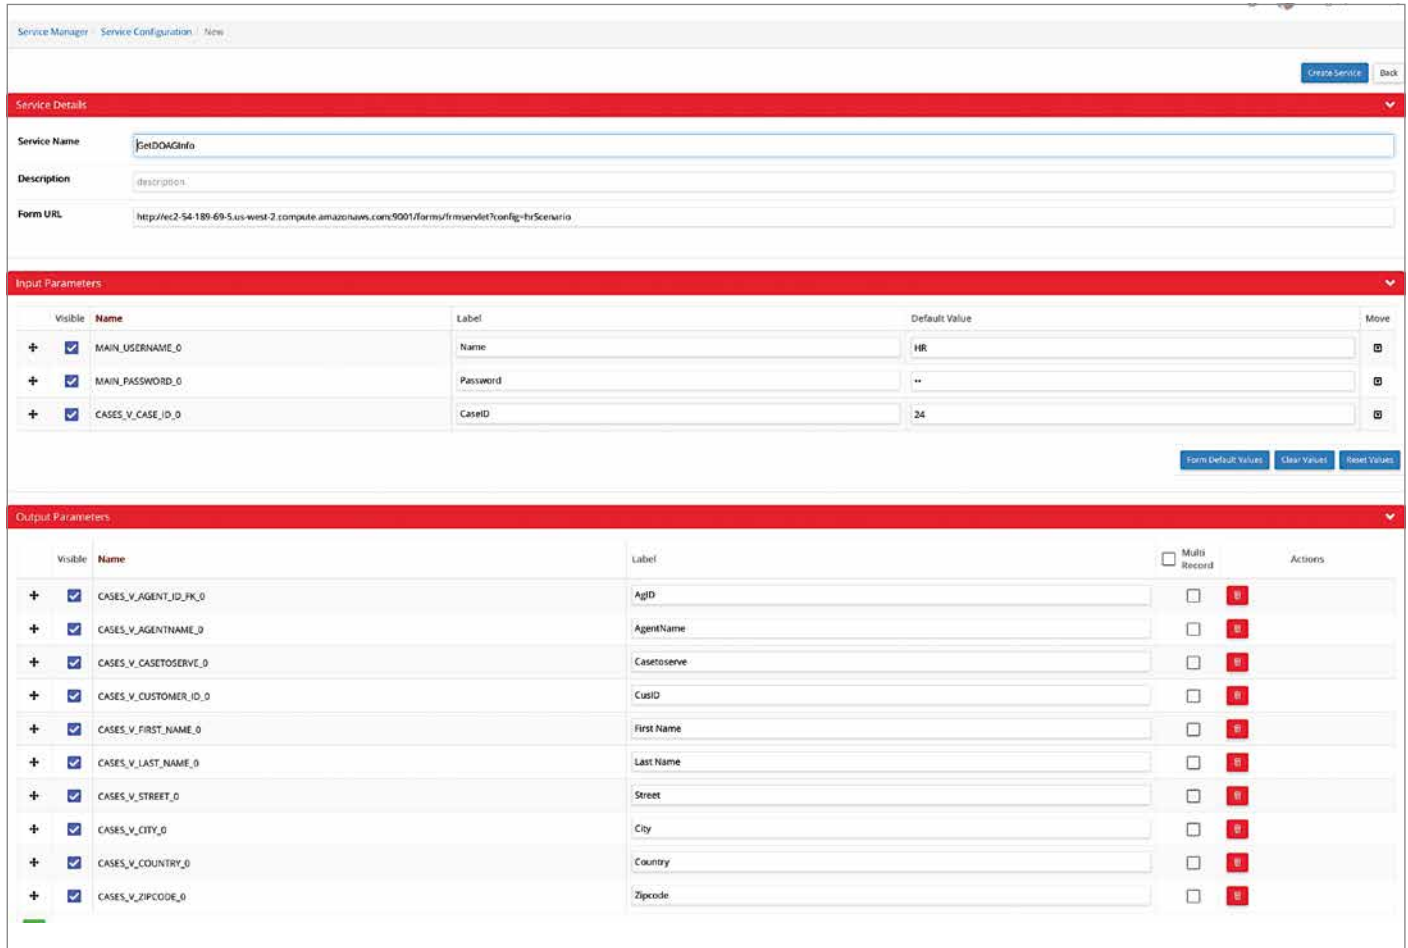 Service Manager / Service Configuration / New
Create Service Back
Service Details
Service Name GetDOAGInfo
Description description
Form URL http://ec2-54-189-69-5.us-west-2.compute.amazonaws.com:9001/forms/frmservlet?config=hrScenario
Input Parameters
Visible Name Label Default Value Move
MAIN_USERNAME_0 Name HR
MAIN_PASSWORD_0 Password ••
CASES_V_CASE_ID_0 CaseID 24
Form Default Values Clear Values Reset Values
Output Parameters
Visible Name Label Multi Record Actions
CASES_V_AGENT_ID_FK_0 AgID
CASES_V_AGENTNAME_0 AgentName
CASES_V_CASETOSERVE_0 Casetoserve
CASES_V_CUSTOMER_ID_0 CusID
CASES_V_FIRST_NAME_0 First Name
CASES_V_LAST_NAME_0 Last Name
CASES_V_STREET_0 Street
CASES_V_CITY_0 City
CASES_V_COUNTRY_0 Country
CASES_V_ZIPCODE_0 Zipcode